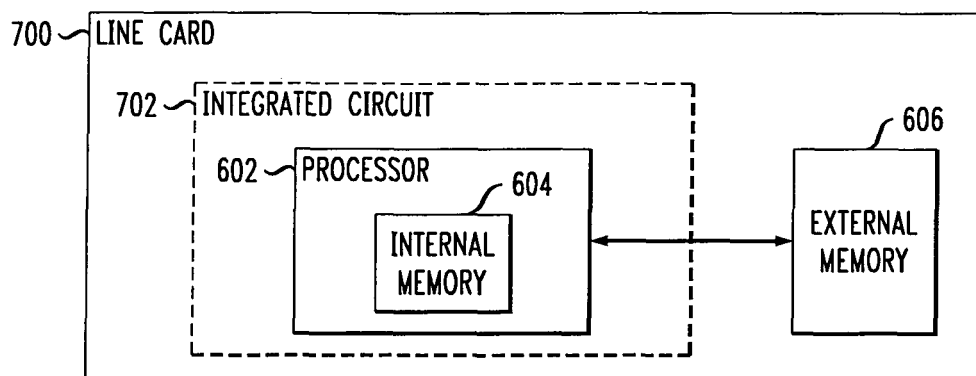 700 LINE CARD
702 INTEGRATED CIRCUIT
602 PROCESSOR
604
INTERNAL
MEMORY
606
EXTERNAL
MEMORY